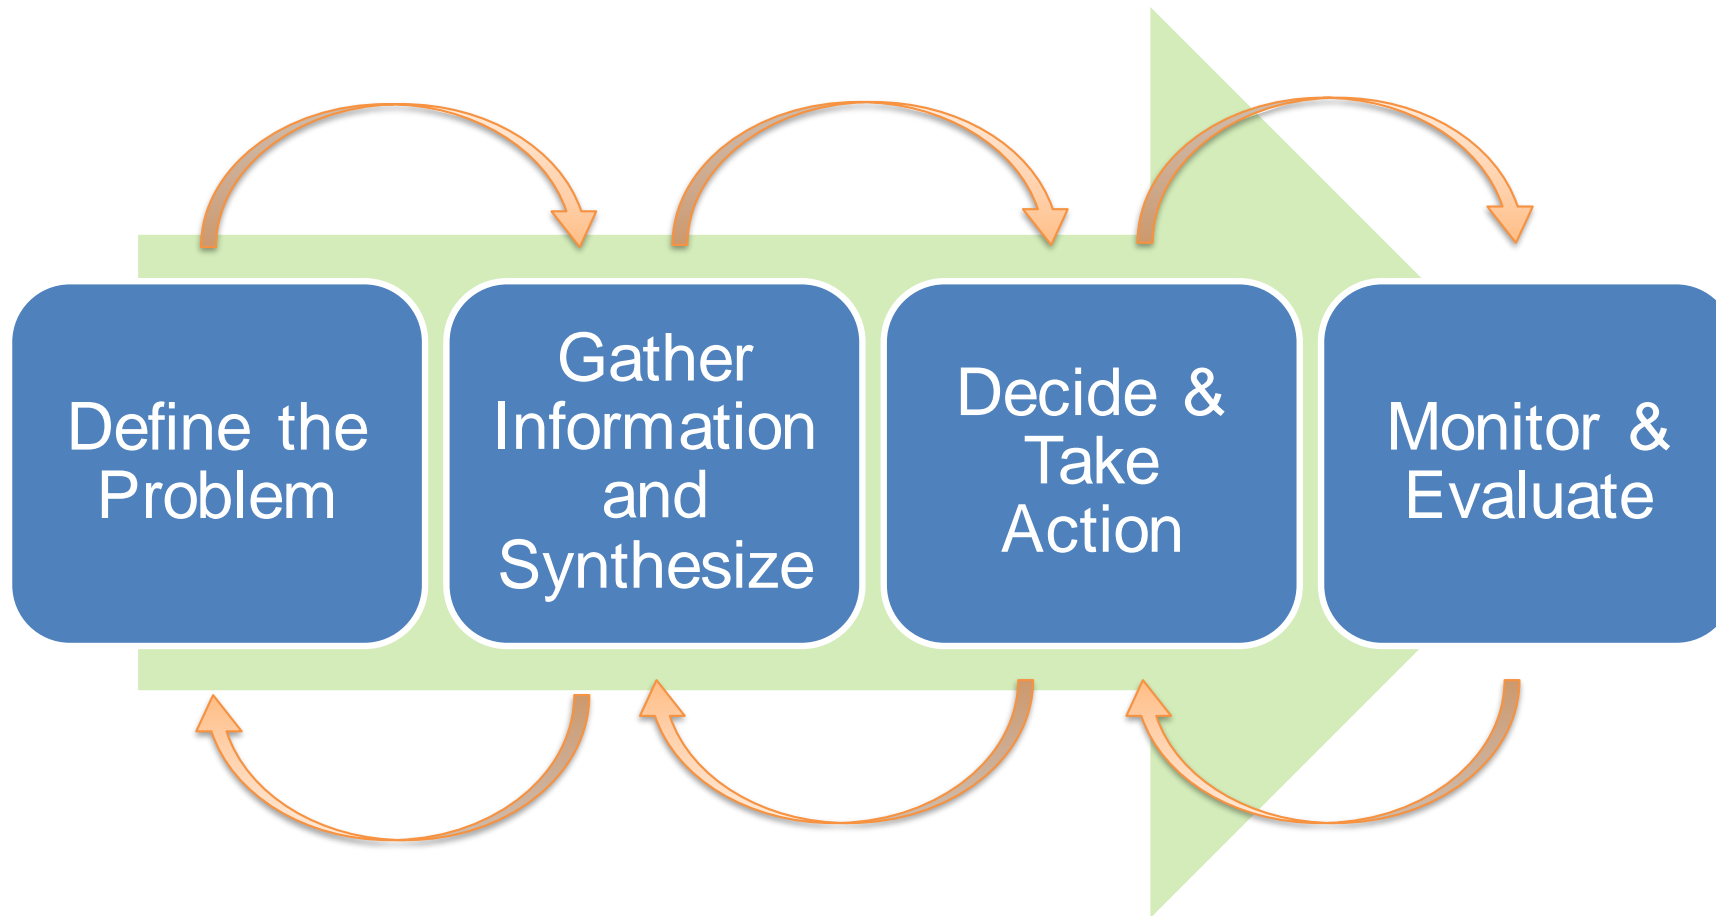 Define the
Problem
Gather
Information
and
Synthesize
Decide &
Take
Action
Monitor &
Evaluate